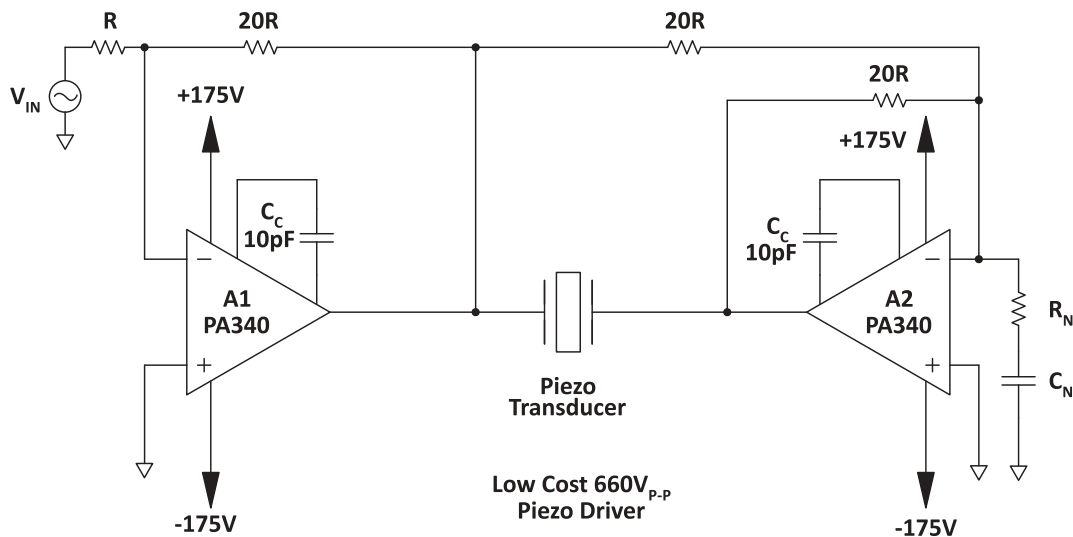 R
20R
20R
20R
V_IN
+175V
+175V
C_C
10pF
C_C
10pF
−
−
A1
PA340
A2
PA340
R_N
+
+
C_N
Piezo
Transducer
Low Cost 660V_P-P
Piezo Driver
-175V
-175V